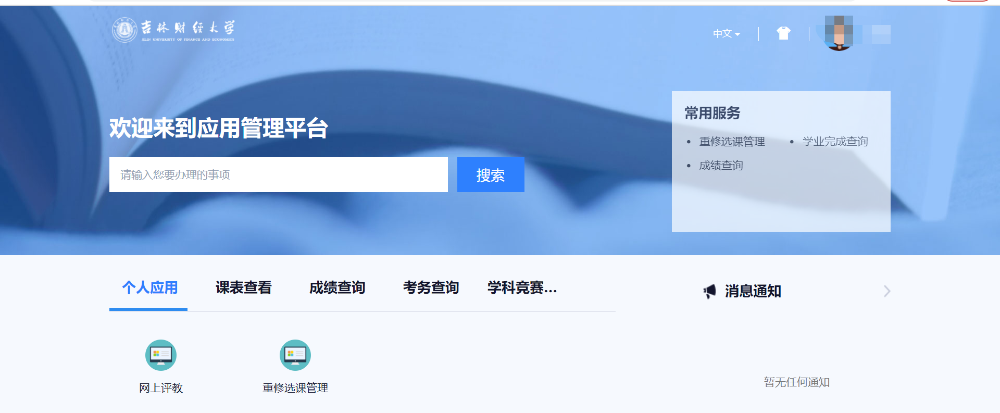 吉林财经大学
JILIN UNIVERSITY OF FINANCE AND ECONOMICS
中文
欢迎来到应用管理平台
请输入您要办理的事项
搜索
常用服务
重修选课管理
学业完成查询
成绩查询
个人应用
课表查看
成绩查询
考务查询
学科竞赛...
消息通知
网上评教
重修选课管理
暂无任何通知